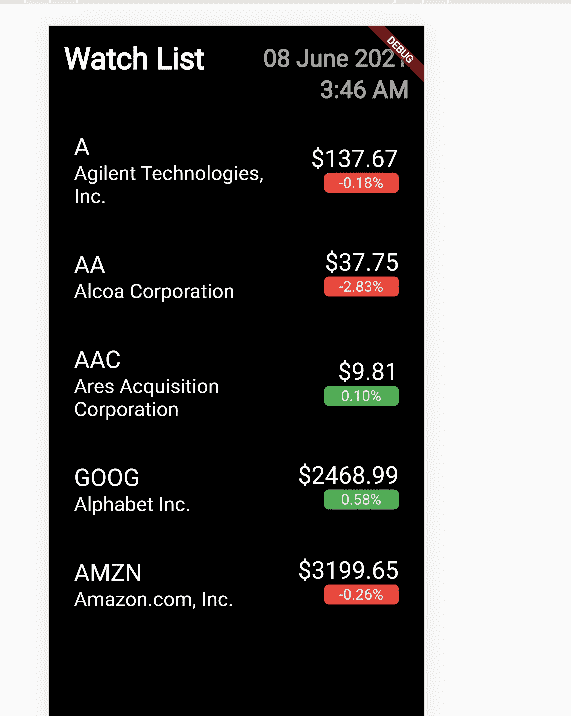 Watch List
08 June 2021
3:46 AM
DEBUG
A
Agilent Technologies,
Inc.
$137.67
-0.18%
AA
Alcoa Corporation
$37.75
-2.83%
AAC
Ares Acquisition
Corporation
$9.81
0.10%
GOOG
Alphabet Inc.
$2468.99
0.58%
AMZN
Amazon.com, Inc.
$3199.65
-0.26%